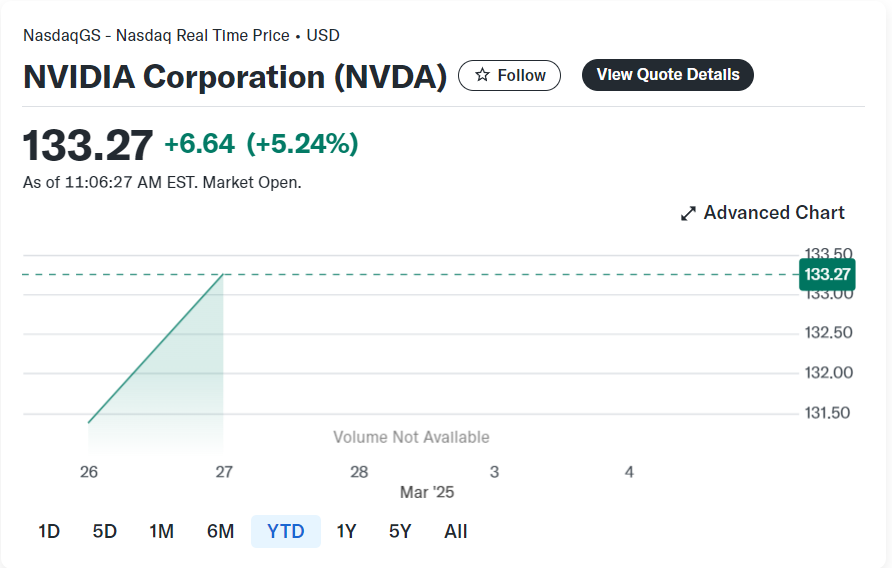 NasdaqGS - Nasdaq Real Time Price • USD
NVIDIA Corporation (NVDA) Follow View Quote Details
133.27 +6.64 (+5.24%)
As of 11:06:27 AM EST. Market Open.
Advanced Chart
133.50
133.27
133.00
132.50
132.00
131.50
Volume Not Available
26 27 28 3 4
Mar '25
1D 5D 1M 6M YTD 1Y 5Y All